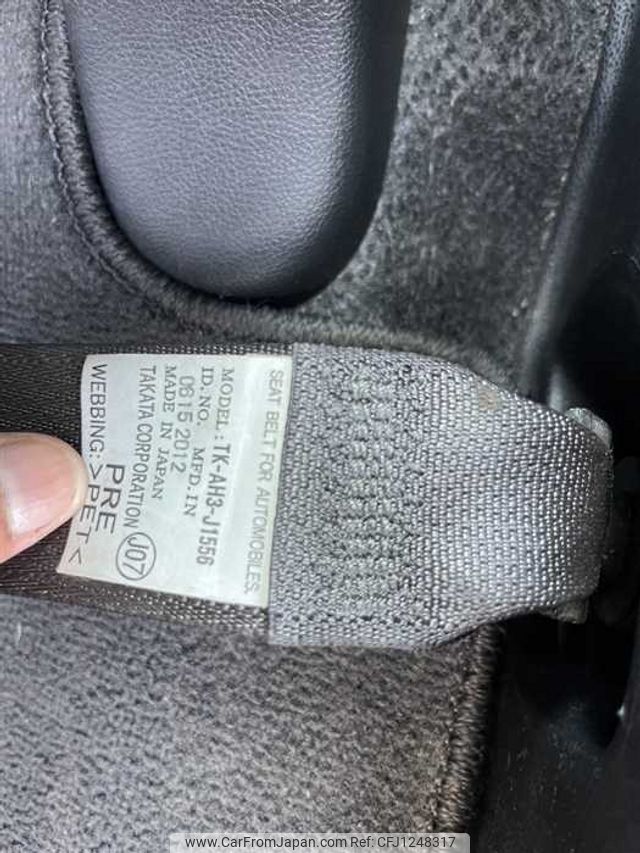 SEAT BELT FOR AUTOMOBILES.
MODEL: TK-AH3-J1556
ID.NO. MFD:IN
0615 2012
MADE IN JAPAN
TAKATA CORPORATION J07
PRE
WEBBING: >PET<
www.CarFromJapan.com Ref:CFJ1248317